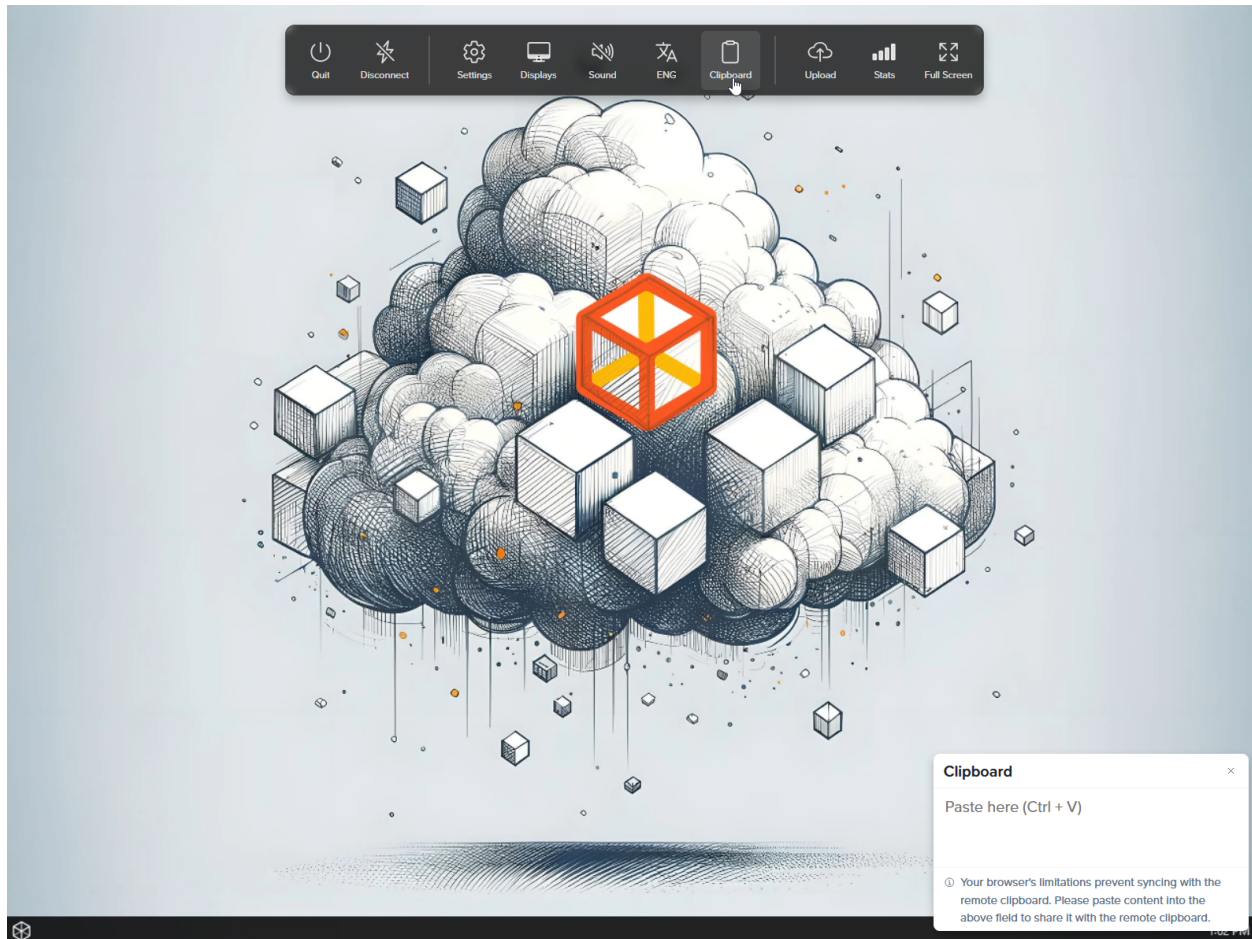 Quit
Disconnect
Settings
Displays
Sound
ENG
Clipboard
Upload
Stats
Full Screen
Clipboard
Paste here (Ctrl + V)
Your browser's limitations prevent syncing with the
remote clipboard. Please paste content into the
above field to share it with the remote clipboard.